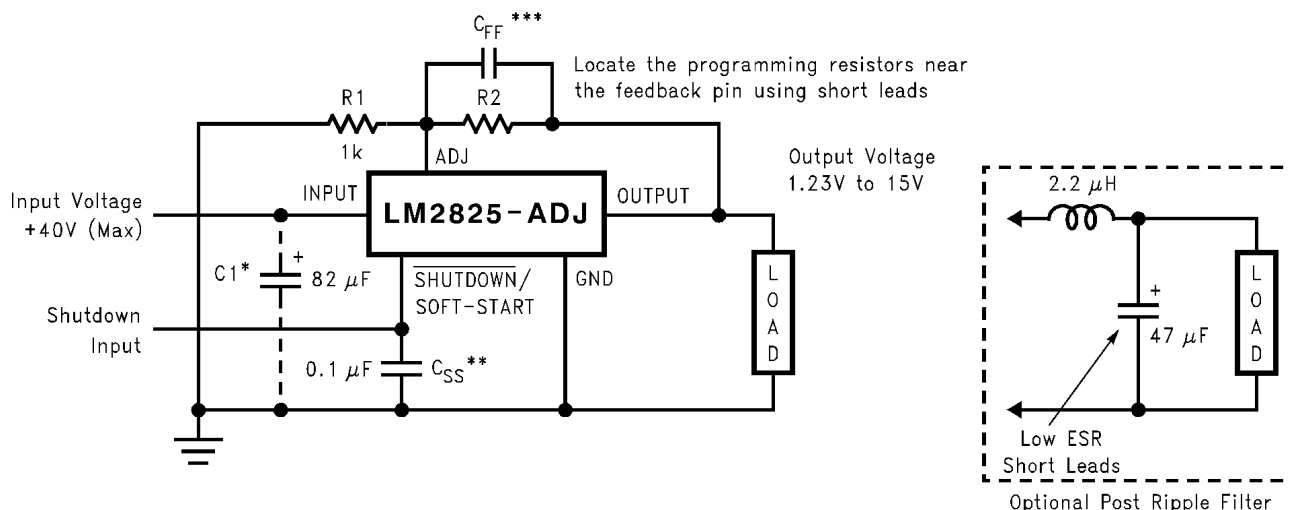 C_FF ***
Locate the programming resistors near
the feedback pin using short leads
R1
R2
1k
ADJ
Output Voltage
1.23V to 15V
INPUT
LM2825-ADJ
OUTPUT
Input Voltage
+40V (Max)
C1*
+
82 μF
SHUTDOWN/
SOFT-START
GND
LOAD
Shutdown
Input
0.1 μF
C_SS **
2.2 μH
+
47 μF
LOAD
Low ESR
Short Leads
Optional Post Ripple Filter